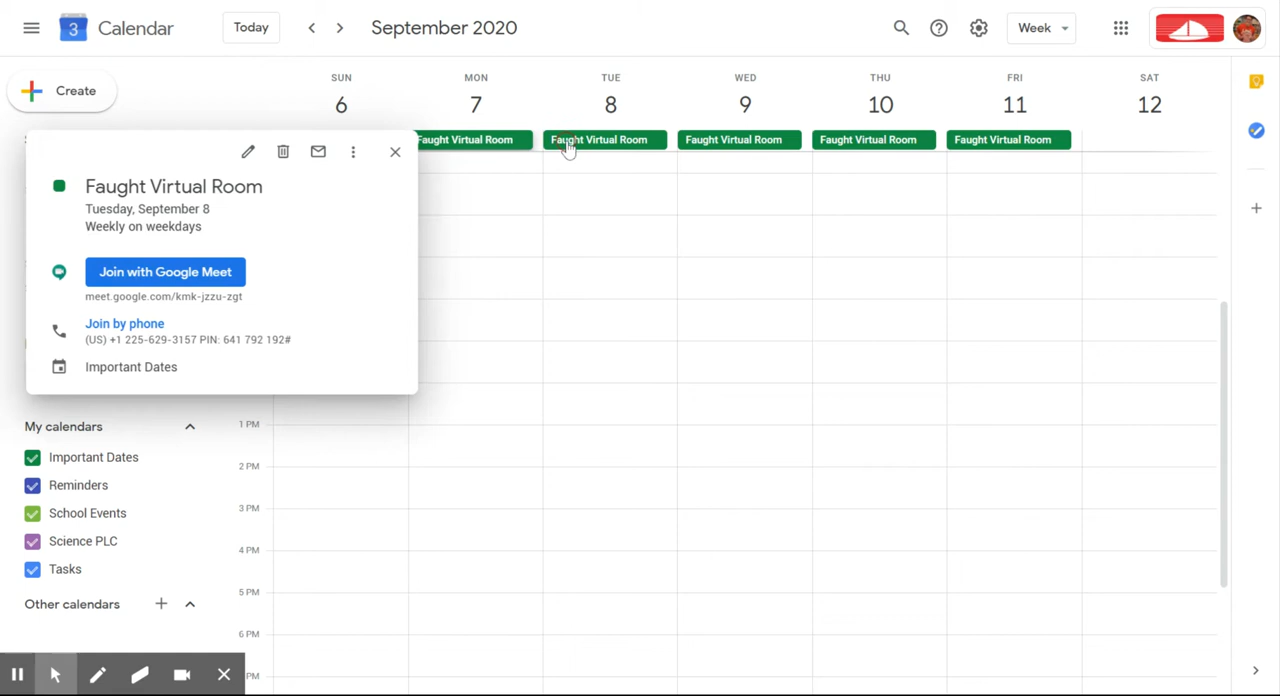 3
Calendar
Today
September 2020
Week
Create
SUN
MON
TUE
WED
THU
FRI
SAT
6
7
8
9
10
11
12
Faught Virtual Room
Faught Virtual Room
Faught Virtual Room
Faught Virtual Room
Faught Virtual Room
Faught Virtual Room
Tuesday, September 8
Weekly on weekdays
Join with Google Meet
meet.google.com/kmk-jzzu-zgt
Join by phone
(US) +1 225-629-3157 PIN: 641 792 192#
Important Dates
My calendars
Important Dates
Reminders
School Events
Science PLC
Tasks
Other calendars
1 PM
2 PM
3 PM
4 PM
5 PM
6 PM
PM